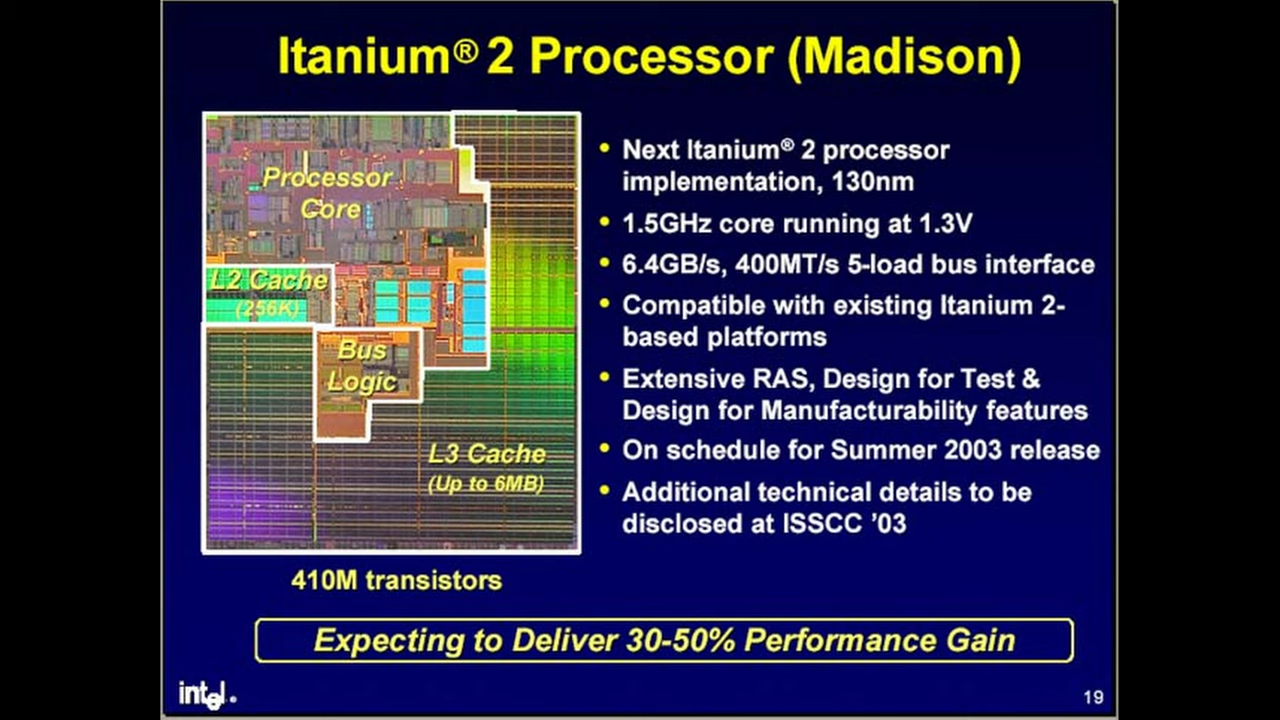 Itanium® 2 Processor (Madison)
Processor
Core
L2 Cache
(256K)
Bus
Logic
L3 Cache
(Up to 6MB)
410M transistors
• Next Itanium® 2 processor
implementation, 130nm
• 1.5GHz core running at 1.3V
• 6.4GB/s, 400MT/s 5-load bus interface
• Compatible with existing Itanium 2-
based platforms
• Extensive RAS, Design for Test &
Design for Manufacturability features
• On schedule for Summer 2003 release
• Additional technical details to be
disclosed at ISSCC ’03
Expecting to Deliver 30-50% Performance Gain
intel.
19